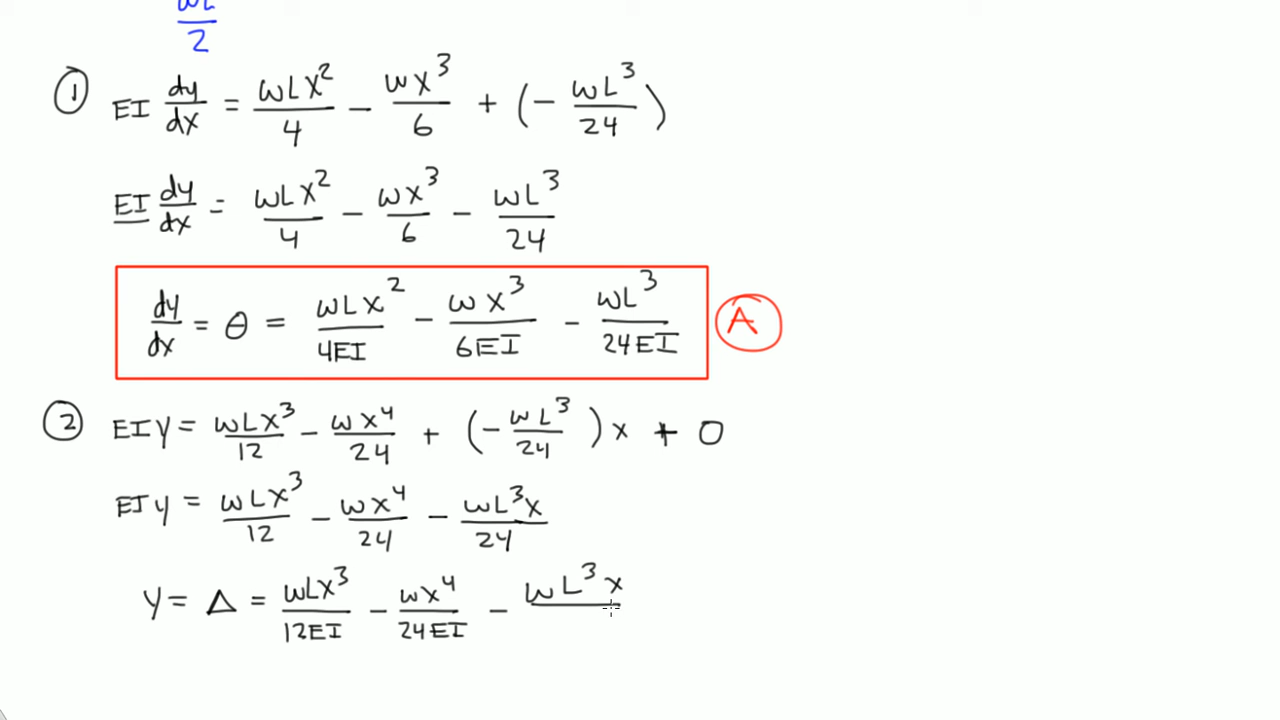 wL/2
① EI dy/dx = wLx²/4 − wx³/6 + (− wL³/24)
EI dy/dx = wLx²/4 − wx³/6 − wL³/24
dy/dx = θ = wLx²/4EI − wx³/6EI − wL³/24EI Ⓐ
② EIY = wLx³/12 − wx⁴/24 + (− wL³/24)x + 0
EIy = wLx³/12 − wx⁴/24 − wL³x/24
Y = Δ = wLx³/12EI − wx⁴/24EI − wL³x